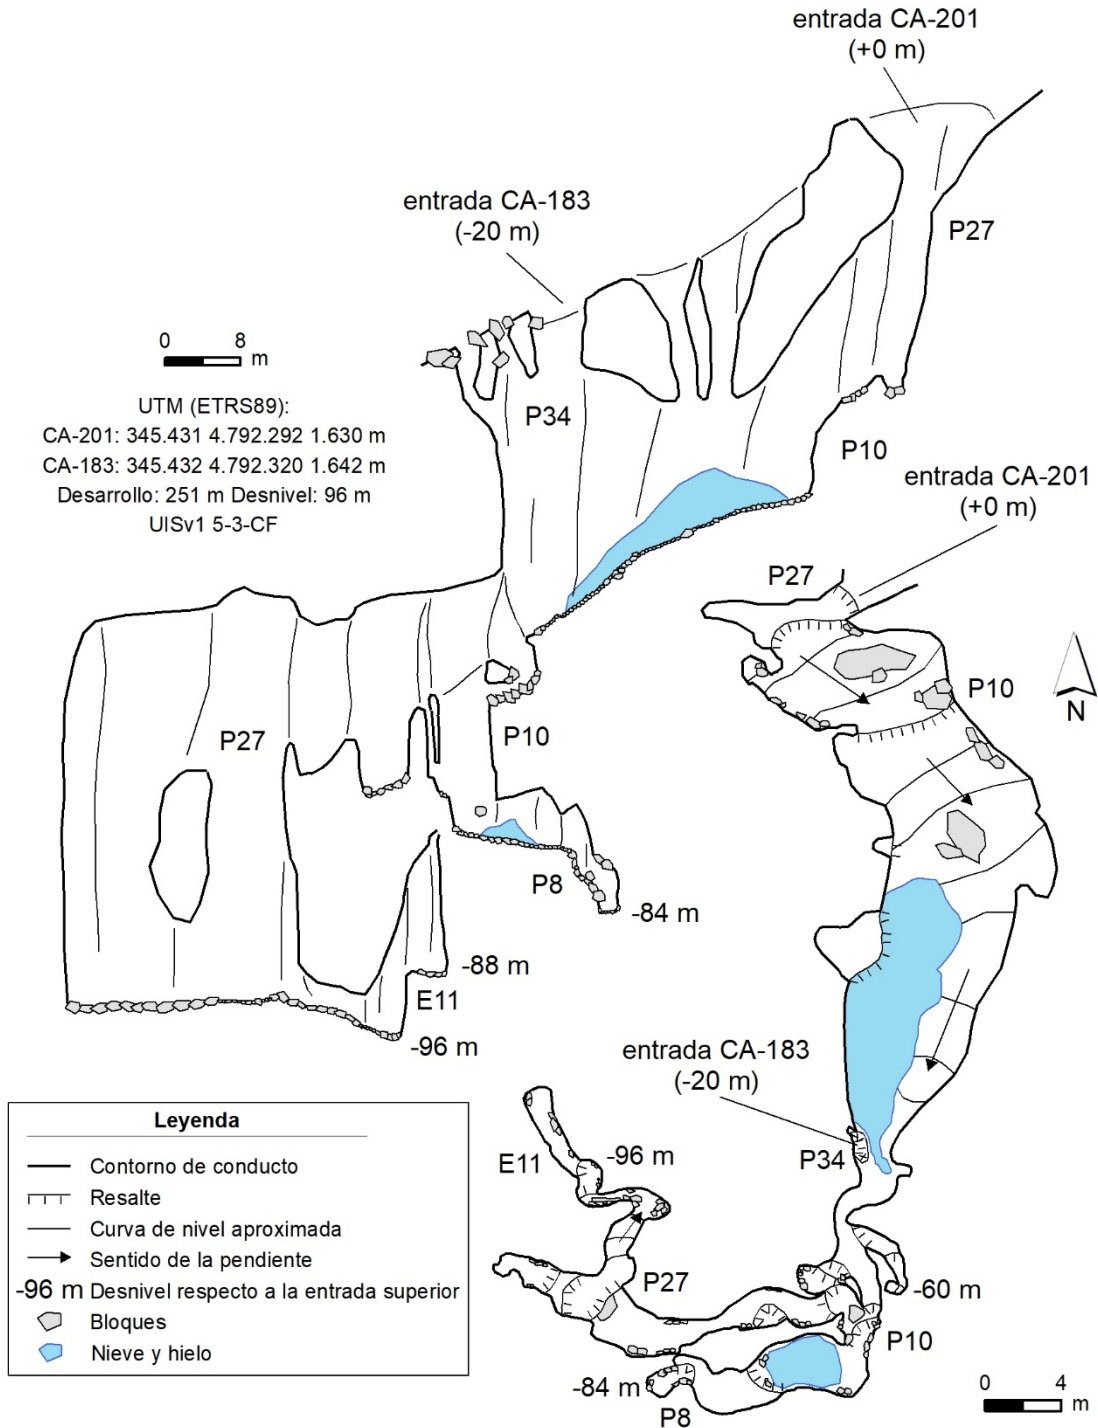 entrada CA-201
(+0 m)
entrada CA-183
(-20 m)
P27
0 8
m
P34
UTM (ETRS89):
CA-201: 345.431 4.792.292 1.630 m
CA-183: 345.432 4.792.320 1.642 m
Desarrollo: 251 m Desnivel: 96 m
UISv1 5-3-CF
P10
entrada CA-201
(+0 m)
P27
P10
N
P27
P10
P8
-84 m
-88 m
E11
-96 m
entrada CA-183
(-20 m)
P34
E11
-96 m
P27
-60 m
P10
-84 m
P8
0 4
m
Leyenda
Contorno de conducto
Resalte
Curva de nivel aproximada
Sentido de la pendiente
-96 m Desnivel respecto a la entrada superior
Bloques
Nieve y hielo